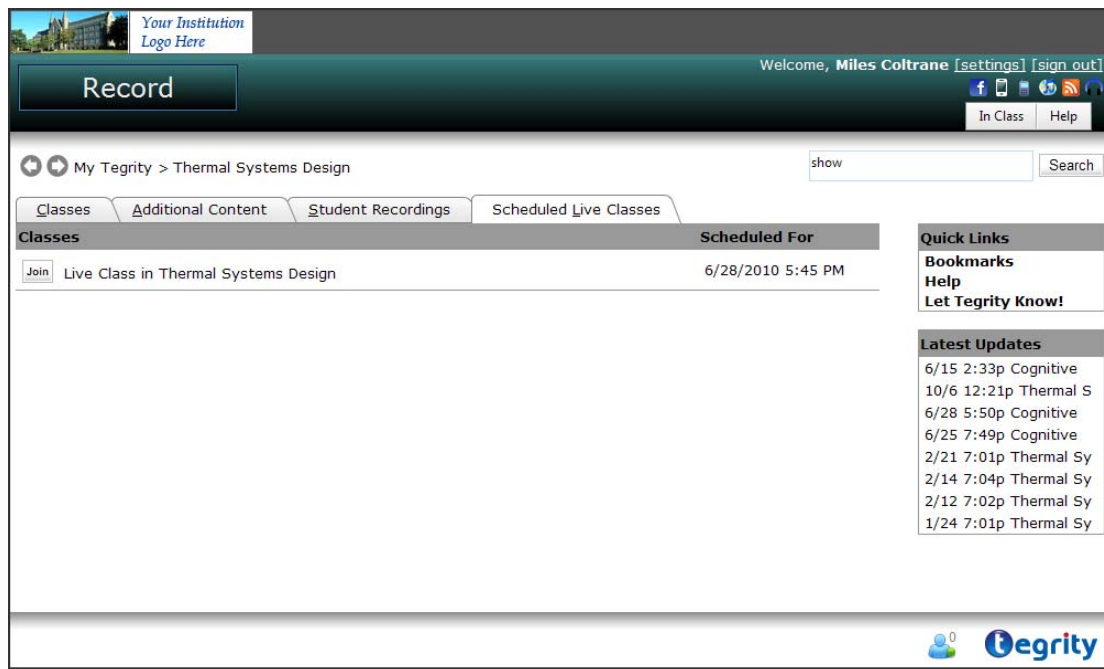 Your Institution
Logo Here
Welcome, Miles Coltrane [settings] [sign out]
Record
In Class Help
My Tegrity > Thermal Systems Design
show
Search
Classes Additional Content Student Recordings Scheduled Live Classes
Classes Scheduled For
Join Live Class in Thermal Systems Design 6/28/2010 5:45 PM
Quick Links
Bookmarks
Help
Let Tegrity Know!
Latest Updates
6/15 2:33p Cognitive
10/6 12:21p Thermal S
6/28 5:50p Cognitive
6/25 7:49p Cognitive
2/21 7:01p Thermal Sy
2/14 7:04p Thermal Sy
2/12 7:02p Thermal Sy
1/24 7:01p Thermal Sy
0
tegrity